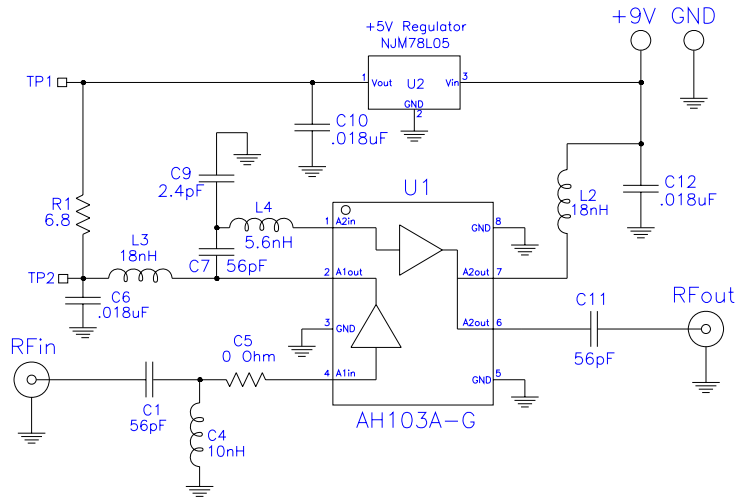 +9V GND
+5V Regulator
NJM78L05
TP1
1 Vout U2 Vin 3
GND
2
C10
.018uF
C9
2.4pF
U1
L2
18nH
C12
.018uF
R1
6.8
L4
5.6nH
1 A2in
GND 8
L3
18nH
C7 56pF
TP2
2 A1out
A2out 7
C6
.018uF
3 GND
A2out 6
C11
56pF
RFout
RFin
C5
0 Ohm
4 A1in
GND 5
C1
56pF
C4
10nH
AH103A-G